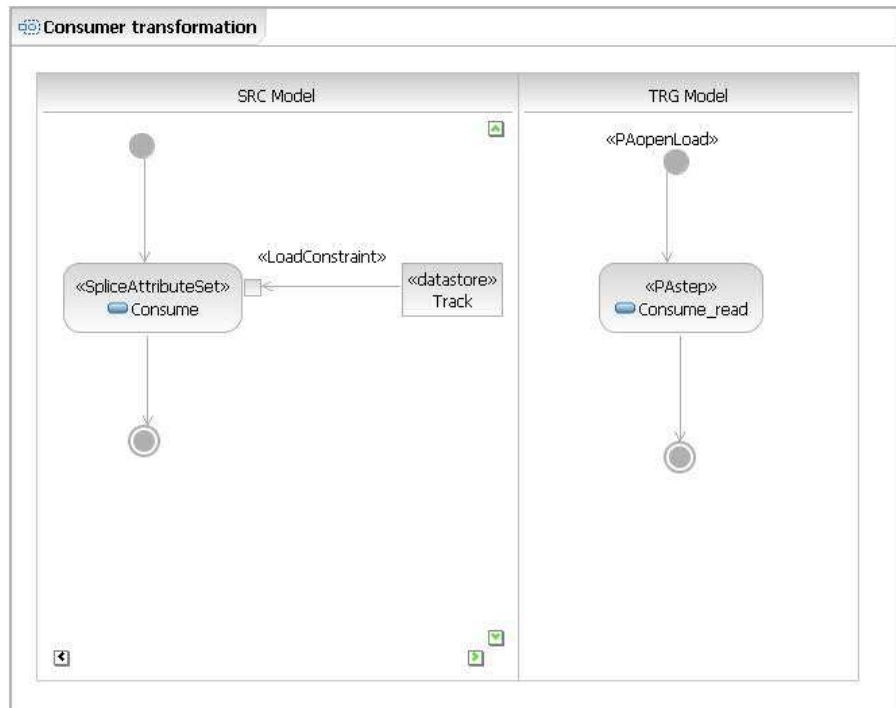 Consumer transformation
SRC Model
TRG Model
«PAopenLoad»
«LoadConstraint»
«SpliceAttributeSet»
Consume
«datastore»
Track
«PAstep»
Consume_read